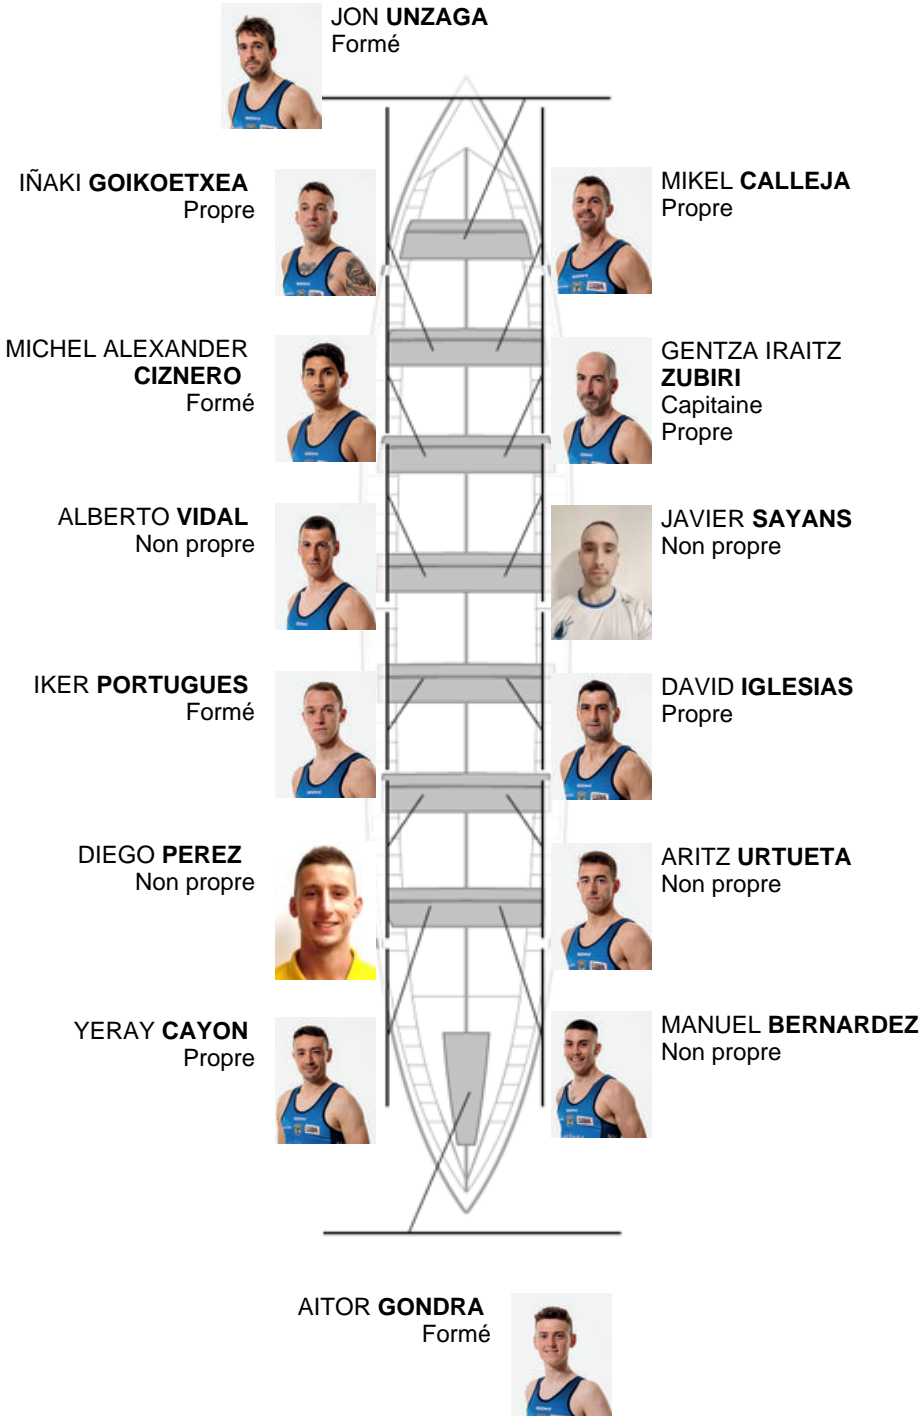 JON UNZAGA
Formé
IÑAKI GOIKOETXEA
Propre
MIKEL CALLEJA
Propre
MICHEL ALEXANDER
CIZNERO
Formé
GENTZA IRAITZ
ZUBIRI
Capitaine
Propre
ALBERTO VIDAL
Non propre
JAVIER SAYANS
Non propre
IKER PORTUGUES
Formé
DAVID IGLESIAS
Propre
DIEGO PEREZ
Non propre
ARITZ URTUETA
Non propre
YERAY CAYON
Propre
MANUEL BERNARDEZ
Non propre
AITOR GONDRA
Formé